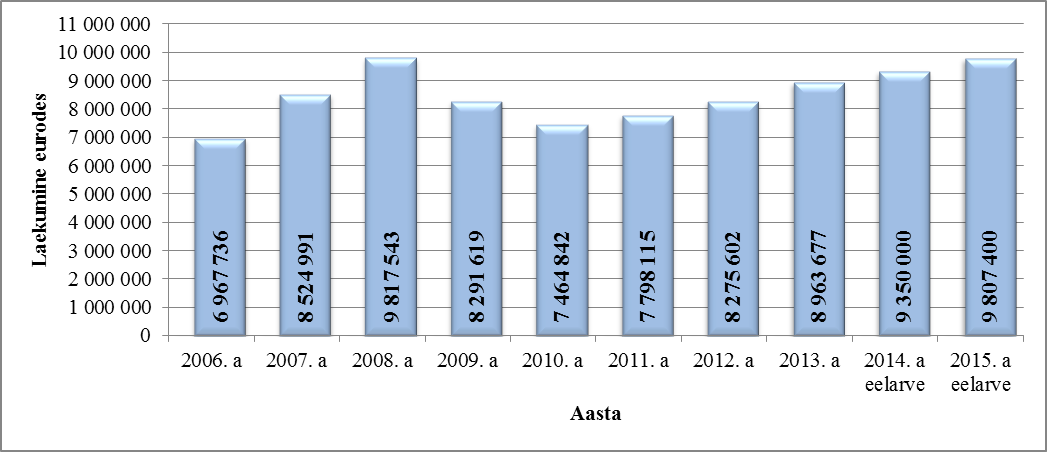 11 000 000
10 000 000
9 000 000
8 000 000
7 000 000
6 000 000
5 000 000
4 000 000
3 000 000
2 000 000
1 000 000
0
Laekumine eurodes
6 967 736
8 524 991
9 817 543
8 291 619
7 464 842
7 798 115
8 275 602
8 963 677
9 350 000
9 807 400
2006. a
2007. a
2008. a
2009. a
2010. a
2011. a
2012. a
2013. a
2014. a
eelarve
2015. a
eelarve
Aasta